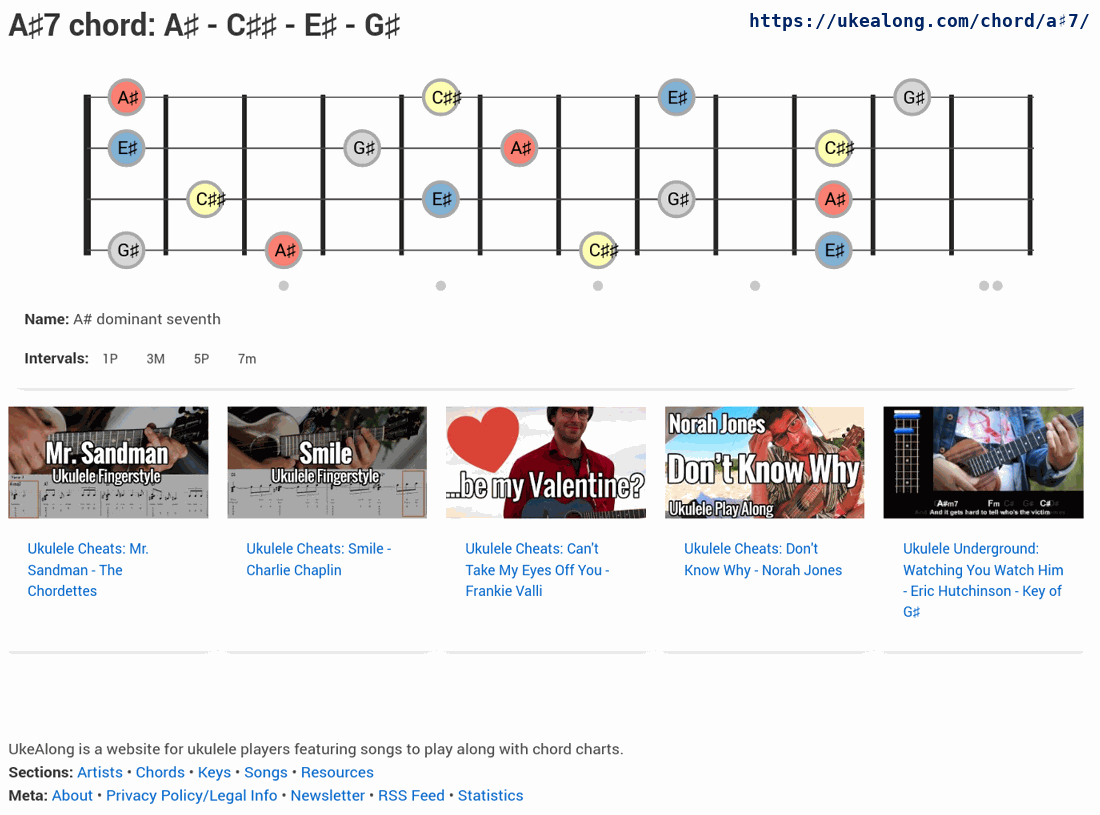 A♯7 chord: A♯ - C♯♯ - E♯ - G♯
https://ukealong.com/chord/a♯7/
A♯ C♯♯ E♯ G♯
E♯ G♯ A♯ C♯♯
C♯♯ E♯ G♯ A♯
G♯ A♯ C♯♯ E♯
Name: A# dominant seventh
Intervals: 1P 3M 5P 7m
Mr. Sandman
Ukulele Fingerstyle
Smile
Ukulele Fingerstyle
...be my Valentine?
Norah Jones
Don't Know Why
Ukulele Play Along
A#m7 Fm C# G# C#
And it gets hard to tell who's the victim
Ukulele Cheats: Mr.
Sandman - The
Chordettes
Ukulele Cheats: Smile -
Charlie Chaplin
Ukulele Cheats: Can't
Take My Eyes Off You -
Frankie Valli
Ukulele Cheats: Don't
Know Why - Norah Jones
Ukulele Underground:
Watching You Watch Him
- Eric Hutchinson - Key of
G♯
UkeAlong is a website for ukulele players featuring songs to play along with chord charts.
Sections: Artists • Chords • Keys • Songs • Resources
Meta: About • Privacy Policy/Legal Info • Newsletter • RSS Feed • Statistics